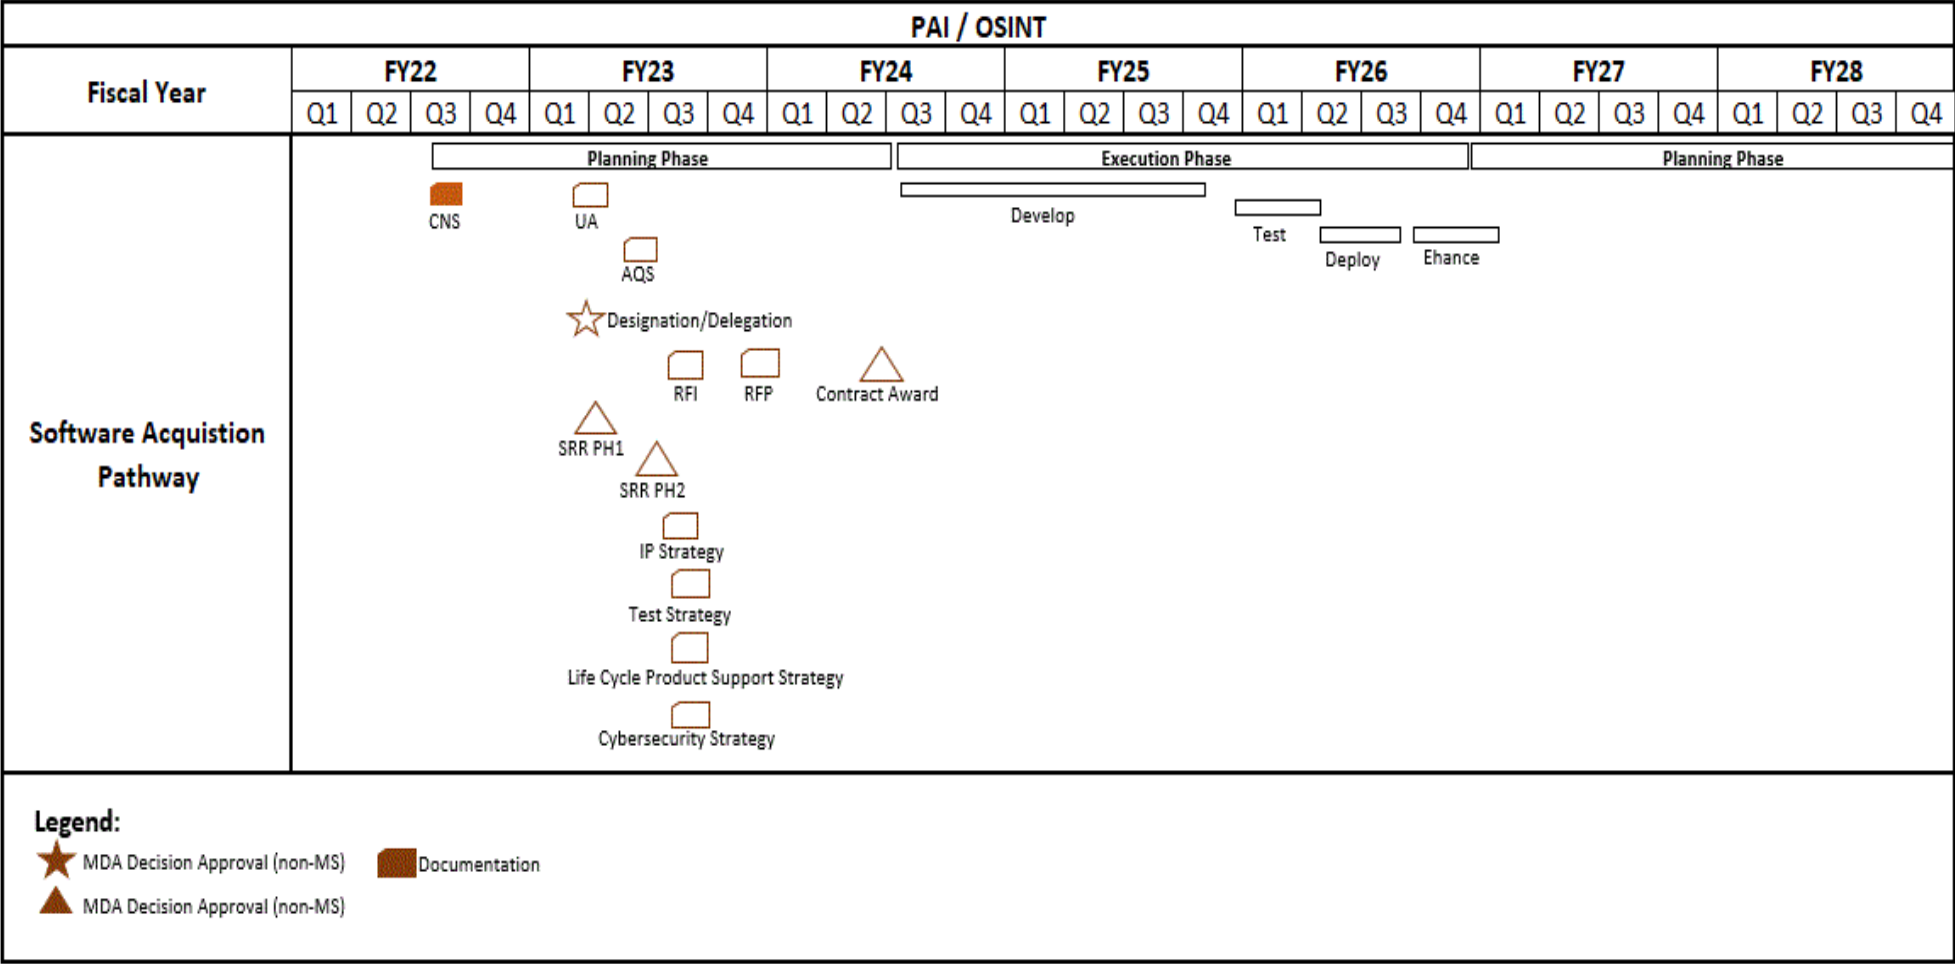 PAI / OSINT
Fiscal Year
FY22 FY23 FY24 FY25 FY26 FY27 FY28
Q1 Q2 Q3 Q4 Q1 Q2 Q3 Q4 Q1 Q2 Q3 Q4 Q1 Q2 Q3 Q4 Q1 Q2 Q3 Q4 Q1 Q2 Q3 Q4 Q1 Q2 Q3 Q4
Planning Phase Execution Phase Planning Phase
CNS UA Develop Test
AQS Deploy Ehance
Designation/Delegation
RFI RFP Contract Award
Software Acquistion
Pathway
SRR PH1
SRR PH2
IP Strategy
Test Strategy
Life Cycle Product Support Strategy
Cybersecurity Strategy
Legend:
MDA Decision Approval (non-MS) Documentation
MDA Decision Approval (non-MS)